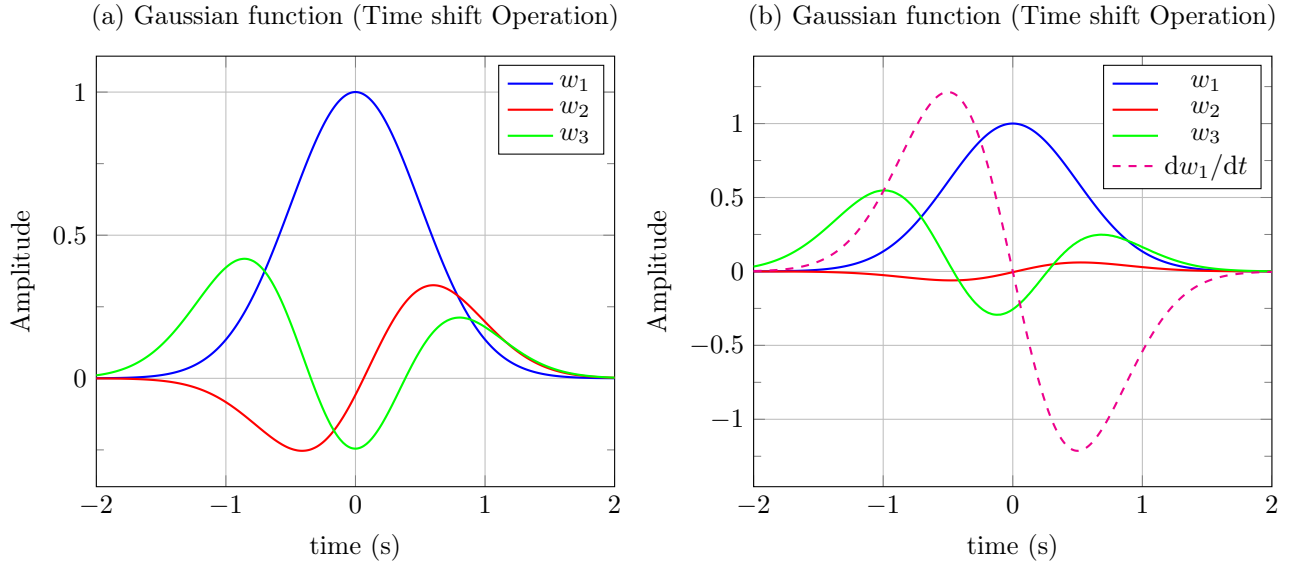 (a) Gaussian function (Time shift Operation)
1
0.5
0
Amplitude
w₁
w₂
w₃
−2
−1
0
1
2
time (s)
(b) Gaussian function (Time shift Operation)
1
0.5
0
−0.5
−1
Amplitude
w₁
w₂
w₃
dw₁/dt
−2
−1
0
1
2
time (s)